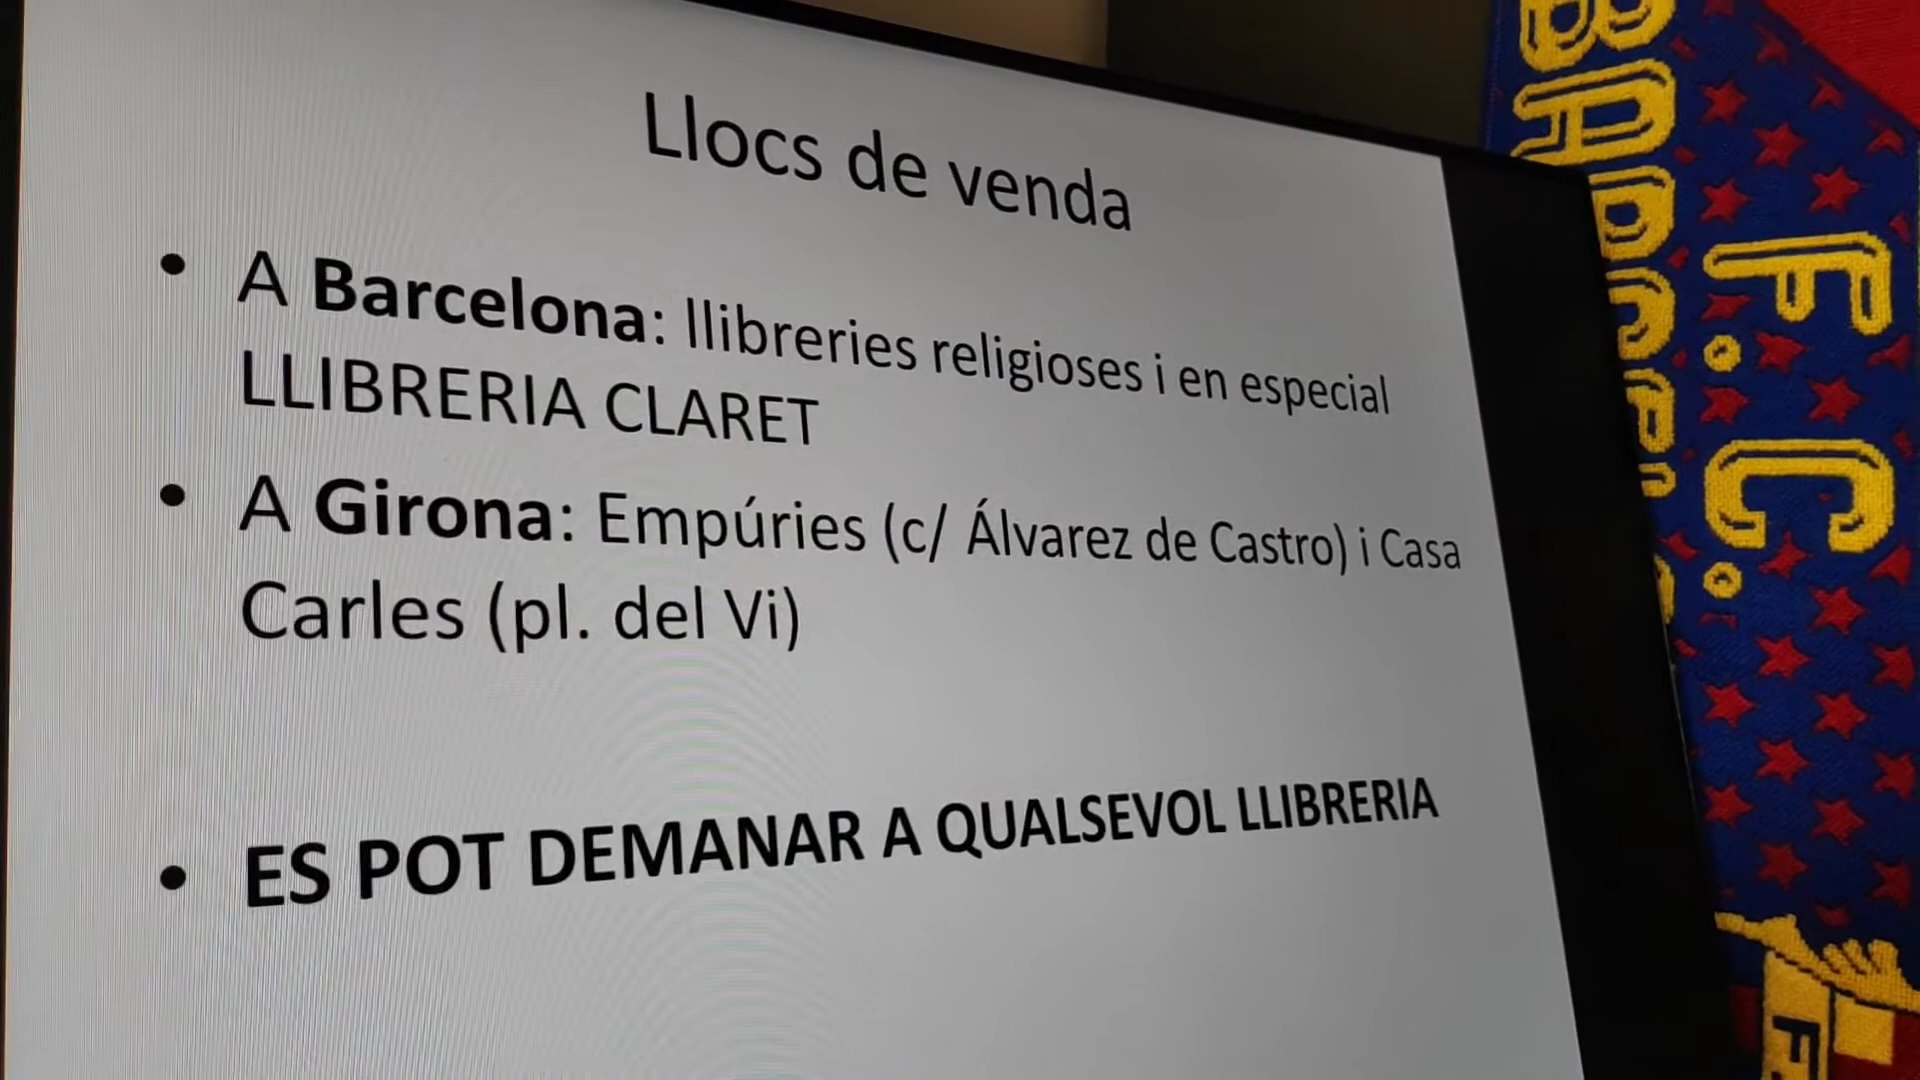 Llocs de venda
• A Barcelona: llibreries religioses i en especial
LLIBRERIA CLARET
• A Girona: Empúries (c/ Álvarez de Castro) i Casa
Carles (pl. del Vi)
• ES POT DEMANAR A QUALSEVOL LLIBRERIA
F.C.